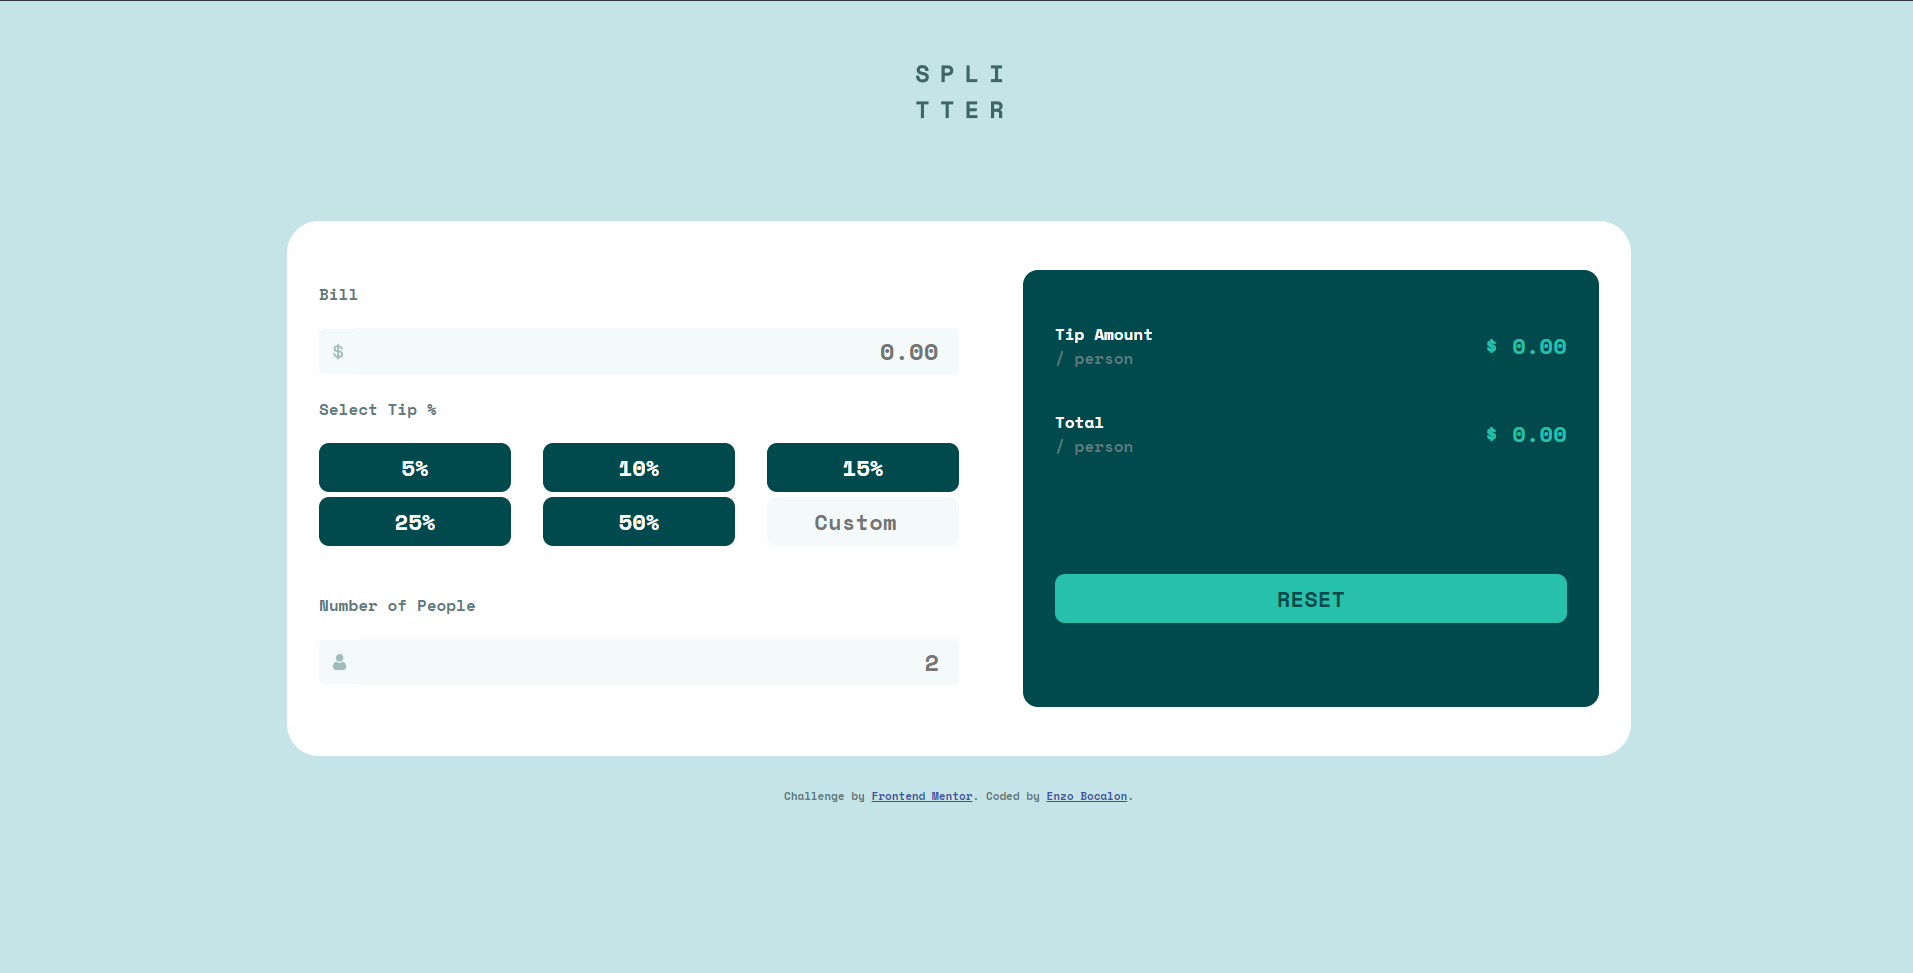 SPLI
TTER
Bill
$ 0.00
Select Tip %
5% 10% 15%
25% 50% Custom
Number of People
2
Tip Amount
/ person
$ 0.00
Total
/ person
$ 0.00
RESET
Challenge by Frontend Mentor. Coded by Enzo Bocalon.